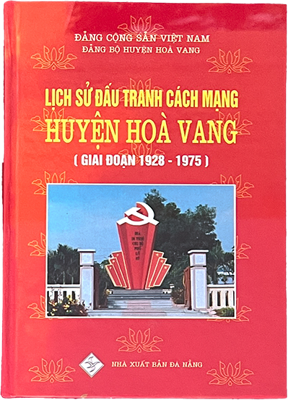 ĐẢNG CỘNG SẢN VIỆT NAM
ĐẢNG BỘ HUYỆN HOÀ VANG
LỊCH SỬ ĐẤU TRANH CÁCH MẠNG
HUYỆN HOÀ VANG
( GIAI ĐOẠN 1928 - 1975 )
NHÀ XUẤT BẢN ĐÀ NẴNG